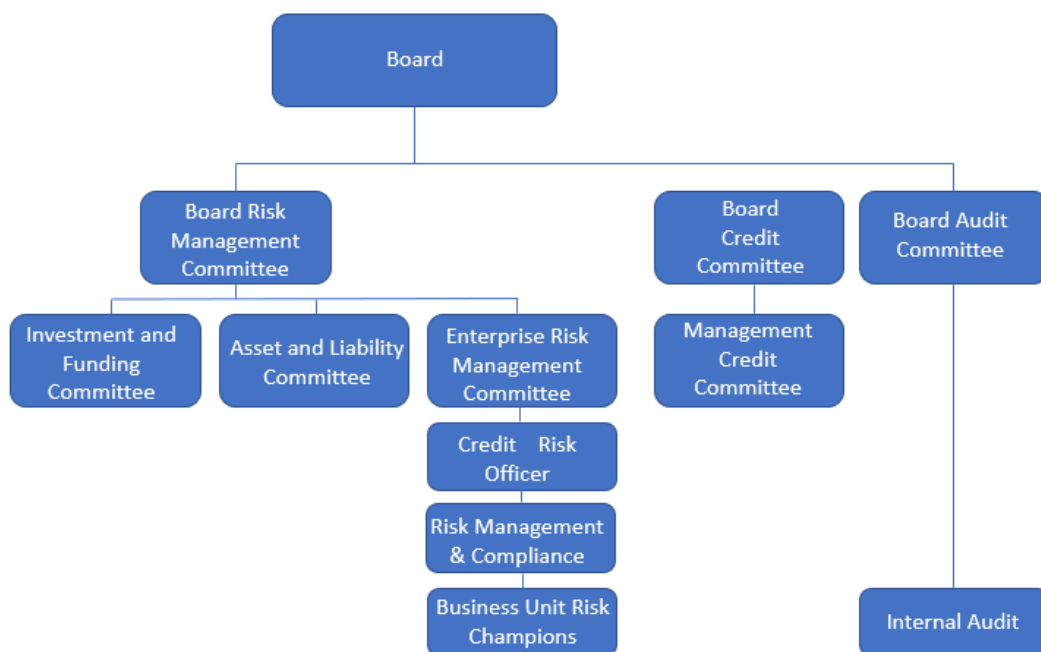 Board
Board Risk
Management
Committee
Board
Credit
Committee
Board Audit
Committee
Investment and
Funding
Committee
Asset and Liability
Committee
Enterprise Risk
Management
Committee
Management
Credit
Committee
Credit Risk
Officer
Risk Management
& Compliance
Business Unit Risk
Champions
Internal Audit